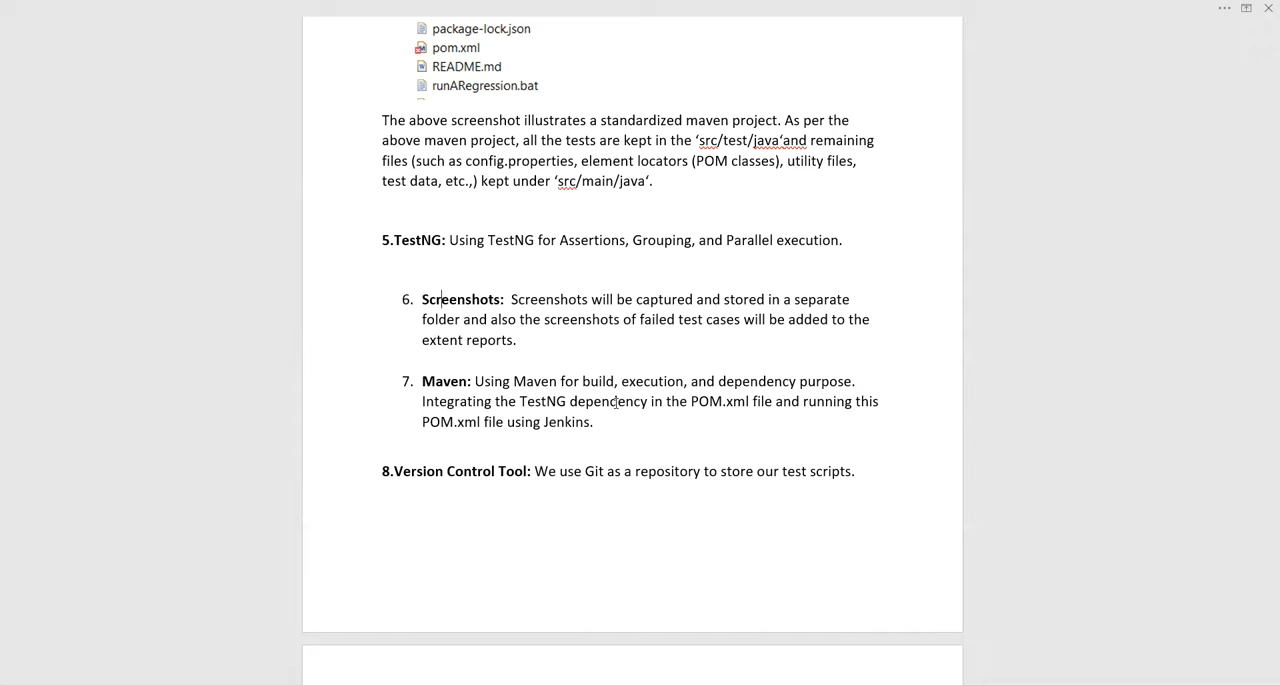 package-lock.json
pom.xml
README.md
runARegression.bat
The above screenshot illustrates a standardized maven project. As per the
above maven project, all the tests are kept in the ‘src/test/java‘and remaining
files (such as config.properties, element locators (POM classes), utility files,
test data, etc.,) kept under ‘src/main/java‘.
5.TestNG: Using TestNG for Assertions, Grouping, and Parallel execution.
6. Screenshots:  Screenshots will be captured and stored in a separate
folder and also the screenshots of failed test cases will be added to the
extent reports.
7. Maven: Using Maven for build, execution, and dependency purpose.
Integrating the TestNG dependency in the POM.xml file and running this
POM.xml file using Jenkins.
8.Version Control Tool: We use Git as a repository to store our test scripts.